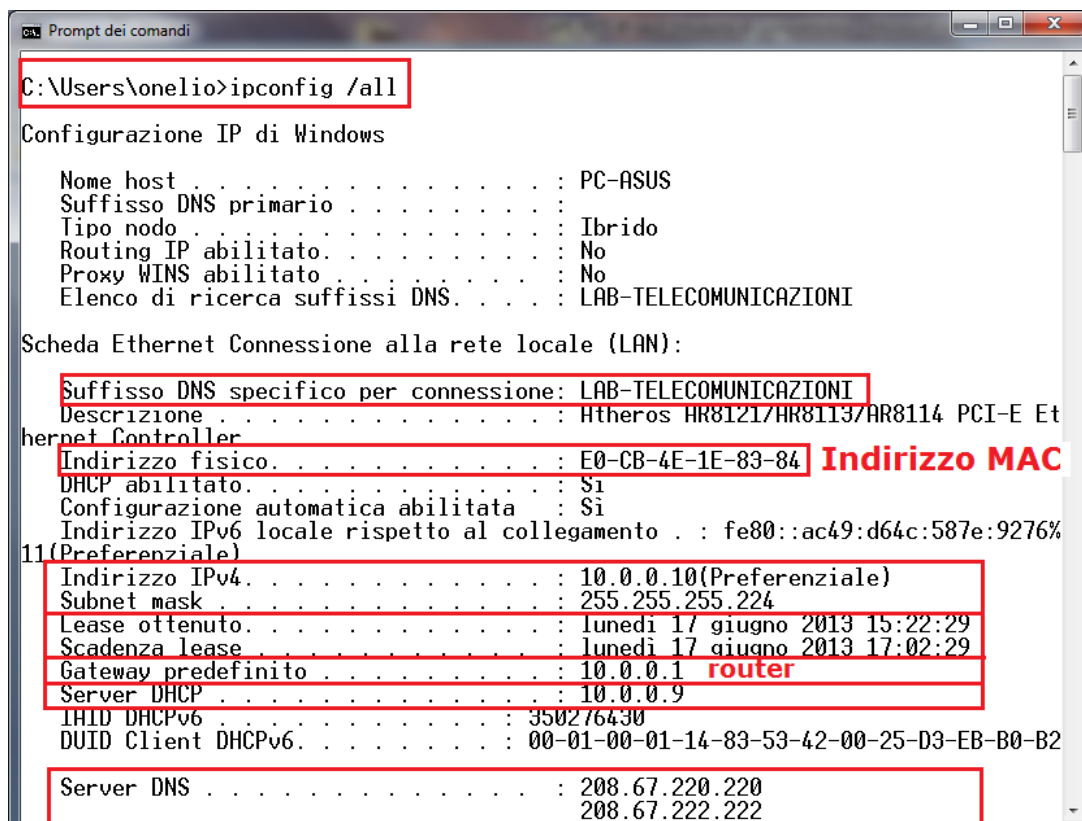 Prompt dei comandi
C:\Users\onelio>ipconfig /all
Configurazione IP di Windows
Nome host . . . . . . . . . . . . . . : PC-ASUS
Suffisso DNS primario . . . . . . . . :
Tipo nodo . . . . . . . . . . . . . . : Ibrido
Routing IP abilitato. . . . . . . . . : No
Proxy WINS abilitato . . . . . . . . : No
Elenco di ricerca suffissi DNS. . . . : LAB-TELECOMUNICAZIONI
Scheda Ethernet Connessione alla rete locale (LAN):
Suffisso DNS specifico per connessione: LAB-TELECOMUNICAZIONI
Descrizione . . . . . . . . . . . . . : Atheros AR8121/AR8113/AR8114 PCI-E Et
hernet Controller
Indirizzo fisico. . . . . . . . . . . : E0-CB-4E-1E-83-84 Indirizzo MAC
DHCP abilitato. . . . . . . . . . . . : Sì
Configurazione automatica abilitata : Sì
Indirizzo IPv6 locale rispetto al collegamento . : fe80::ac49:d64c:587e:9276%
11(Preferenziale)
Indirizzo IPv4. . . . . . . . . . . . : 10.0.0.10(Preferenziale)
Subnet mask . . . . . . . . . . . . . : 255.255.255.224
Lease ottenuto. . . . . . . . . . . . : lunedì 17 giugno 2013 15:22:29
Scadenza lease . . . . . . . . . . . : lunedì 17 giugno 2013 17:02:29
Gateway predefinito . . . . . . . . . : 10.0.0.1 router
Server DHCP . . . . . . . . . . . . . : 10.0.0.9
IAID DHCPv6 . . . . . . . . . . . : 350276430
DUID Client DHCPv6. . . . . . . . : 00-01-00-01-14-83-53-42-00-25-D3-EB-B0-B2
Server DNS . . . . . . . . . . . . . : 208.67.220.220
208.67.222.222